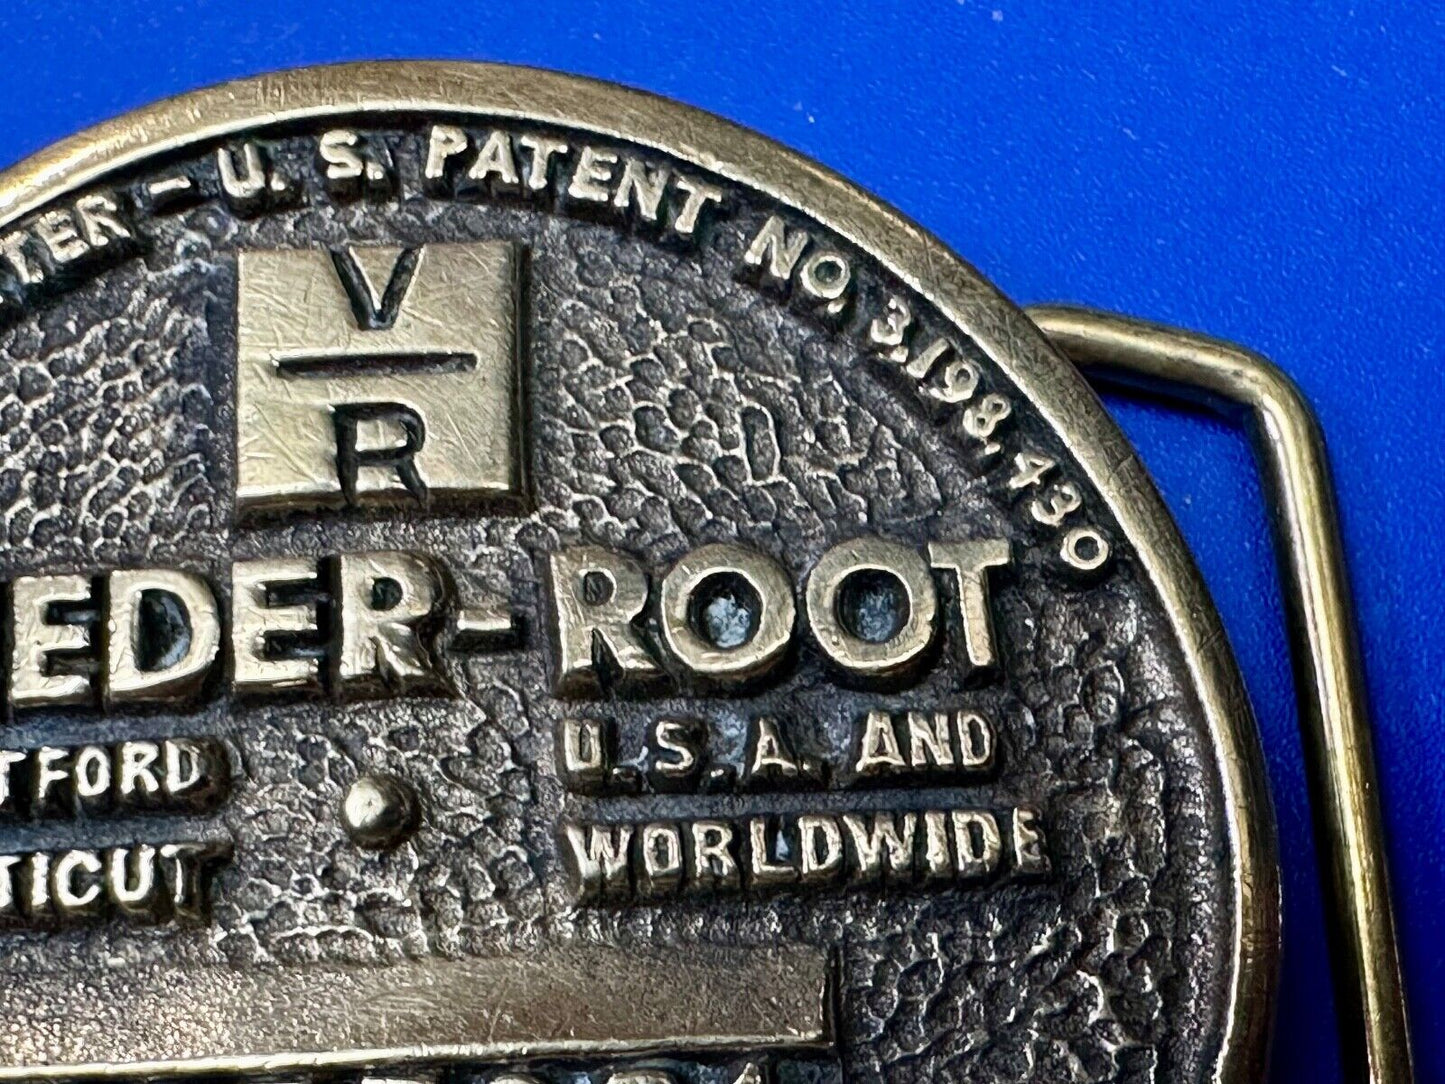 TER - U. S. PATENT NO. 3,198,430
V
R
EDER-ROOT
TFORD
U.S.A. AND
TICUT
WORLDWIDE